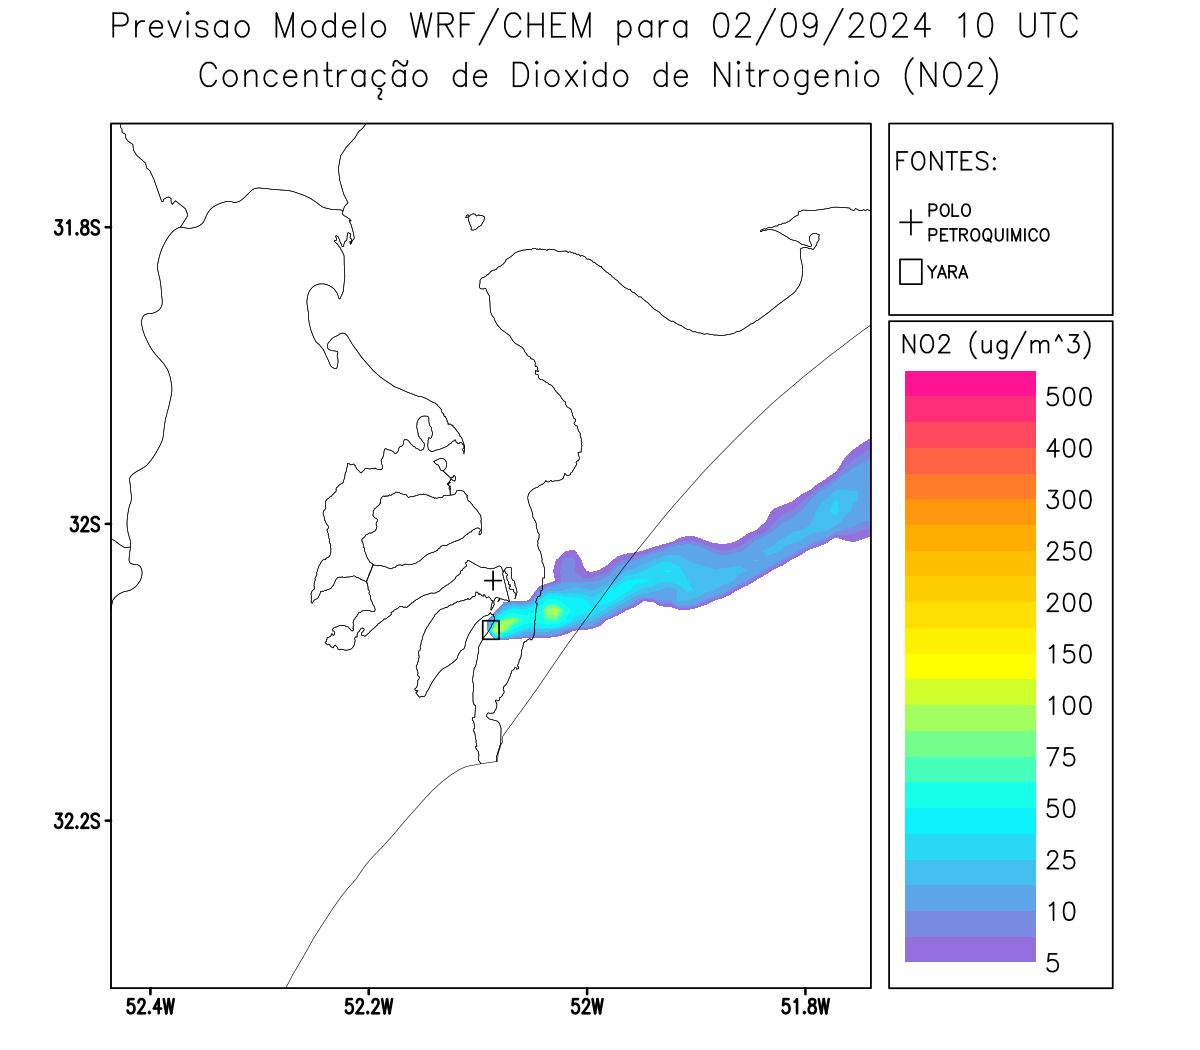 Previsao Modelo WRF/CHEM para 02/09/2024 10 UTC
Concentração de Dioxido de Nitrogenio (NO2)
FONTES:
POLO
PETROQUIMICO
YARA
NO2 (ug/m^3)
500
400
300
250
200
150
100
75
50
25
10
5
31.8S
32S
32.2S
52.4W
52.2W
52W
51.8W